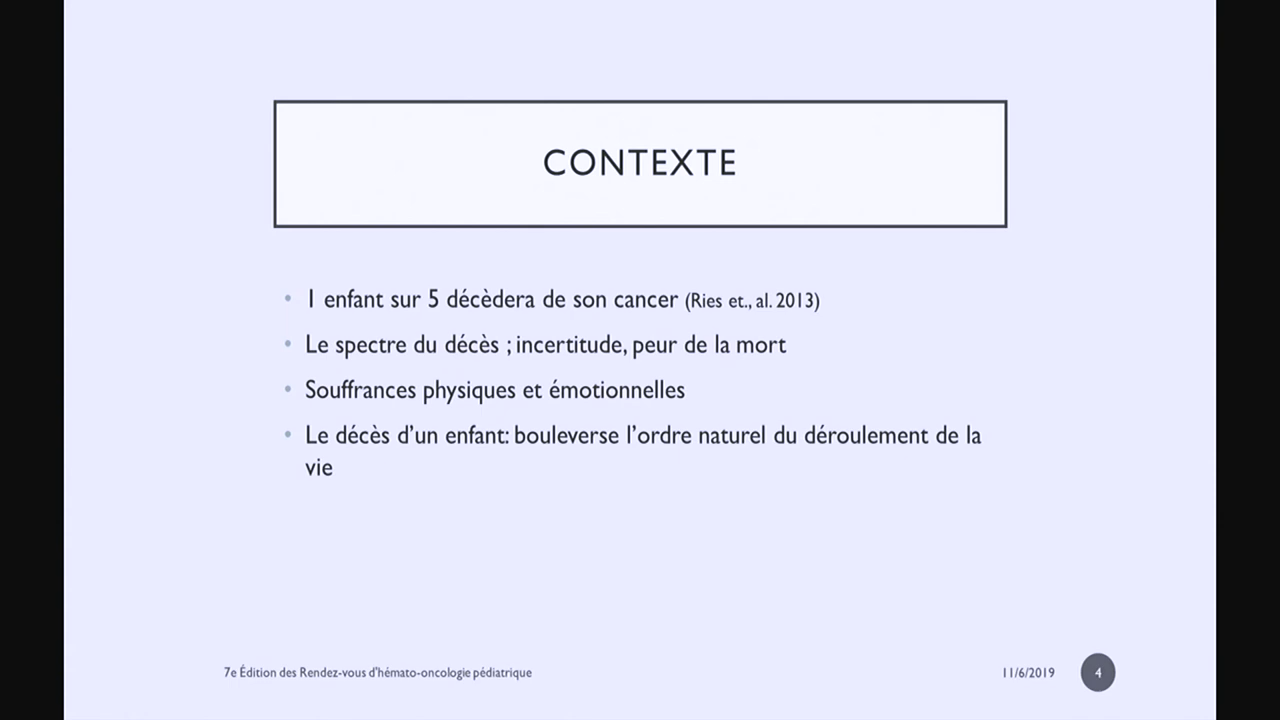 CONTEXTE
• 1 enfant sur 5 décèdera de son cancer (Ries et., al. 2013)
• Le spectre du décès ; incertitude, peur de la mort
• Souffrances physiques et émotionnelles
• Le décès d’un enfant: bouleverse l’ordre naturel du déroulement de la
vie
7e Édition des Rendez-vous d'hémato-oncologie pédiatrique
11/6/2019
4